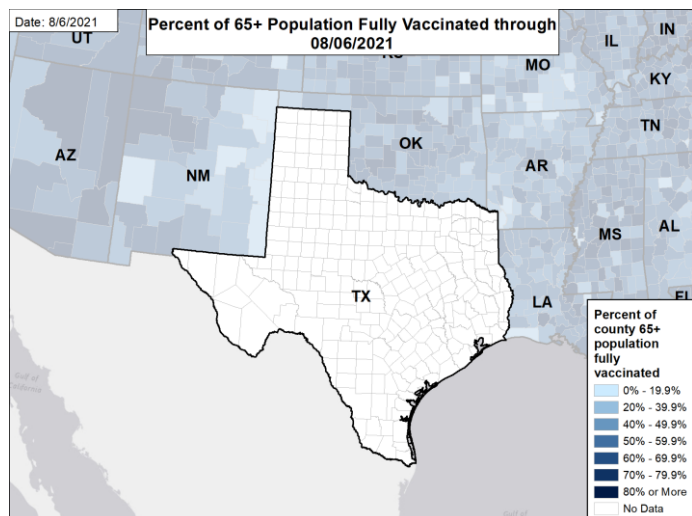 Date: 8/6/2021
Percent of 65+ Population Fully Vaccinated through
08/06/2021
UT
IL
IN
MO
KY
TN
AZ
NM
OK
AR
MS
AL
TX
LA
Gulf of
California
Percent of
county 65+
population
fully
vaccinated
0% - 19.9%
20% - 39.9%
40% - 49.9%
50% - 59.9%
60% - 69.9%
70% - 79.9%
80% or More
No Data